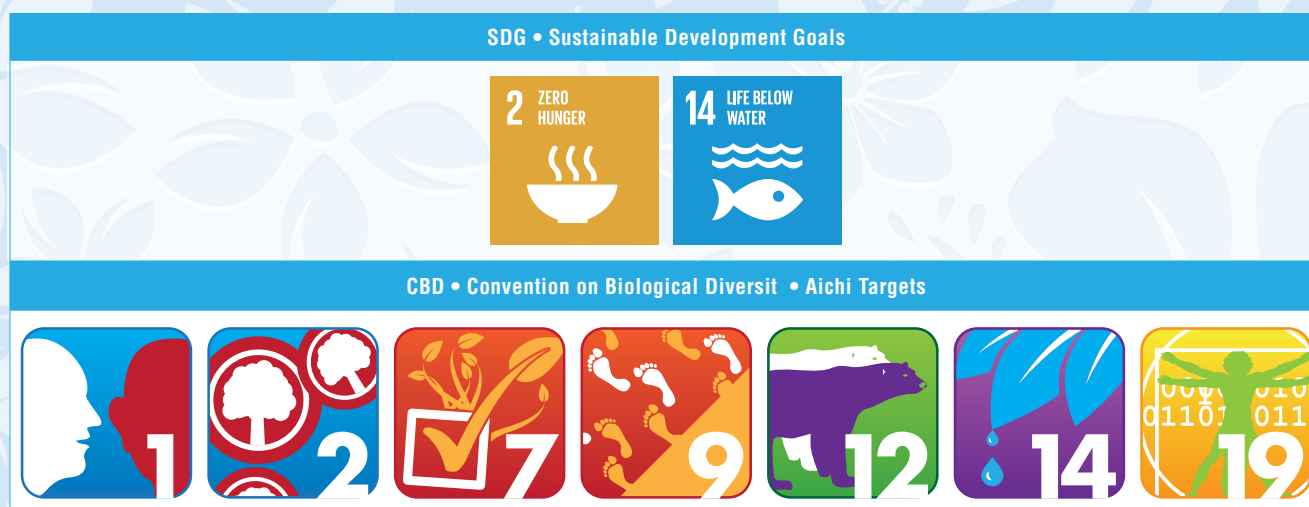 SDG • Sustainable Development Goals
2 ZERO
HUNGER
14 LIFE BELOW
WATER
CBD • Convention on Biological Diversit • Aichi Targets
1
2
7
9
12
14
19